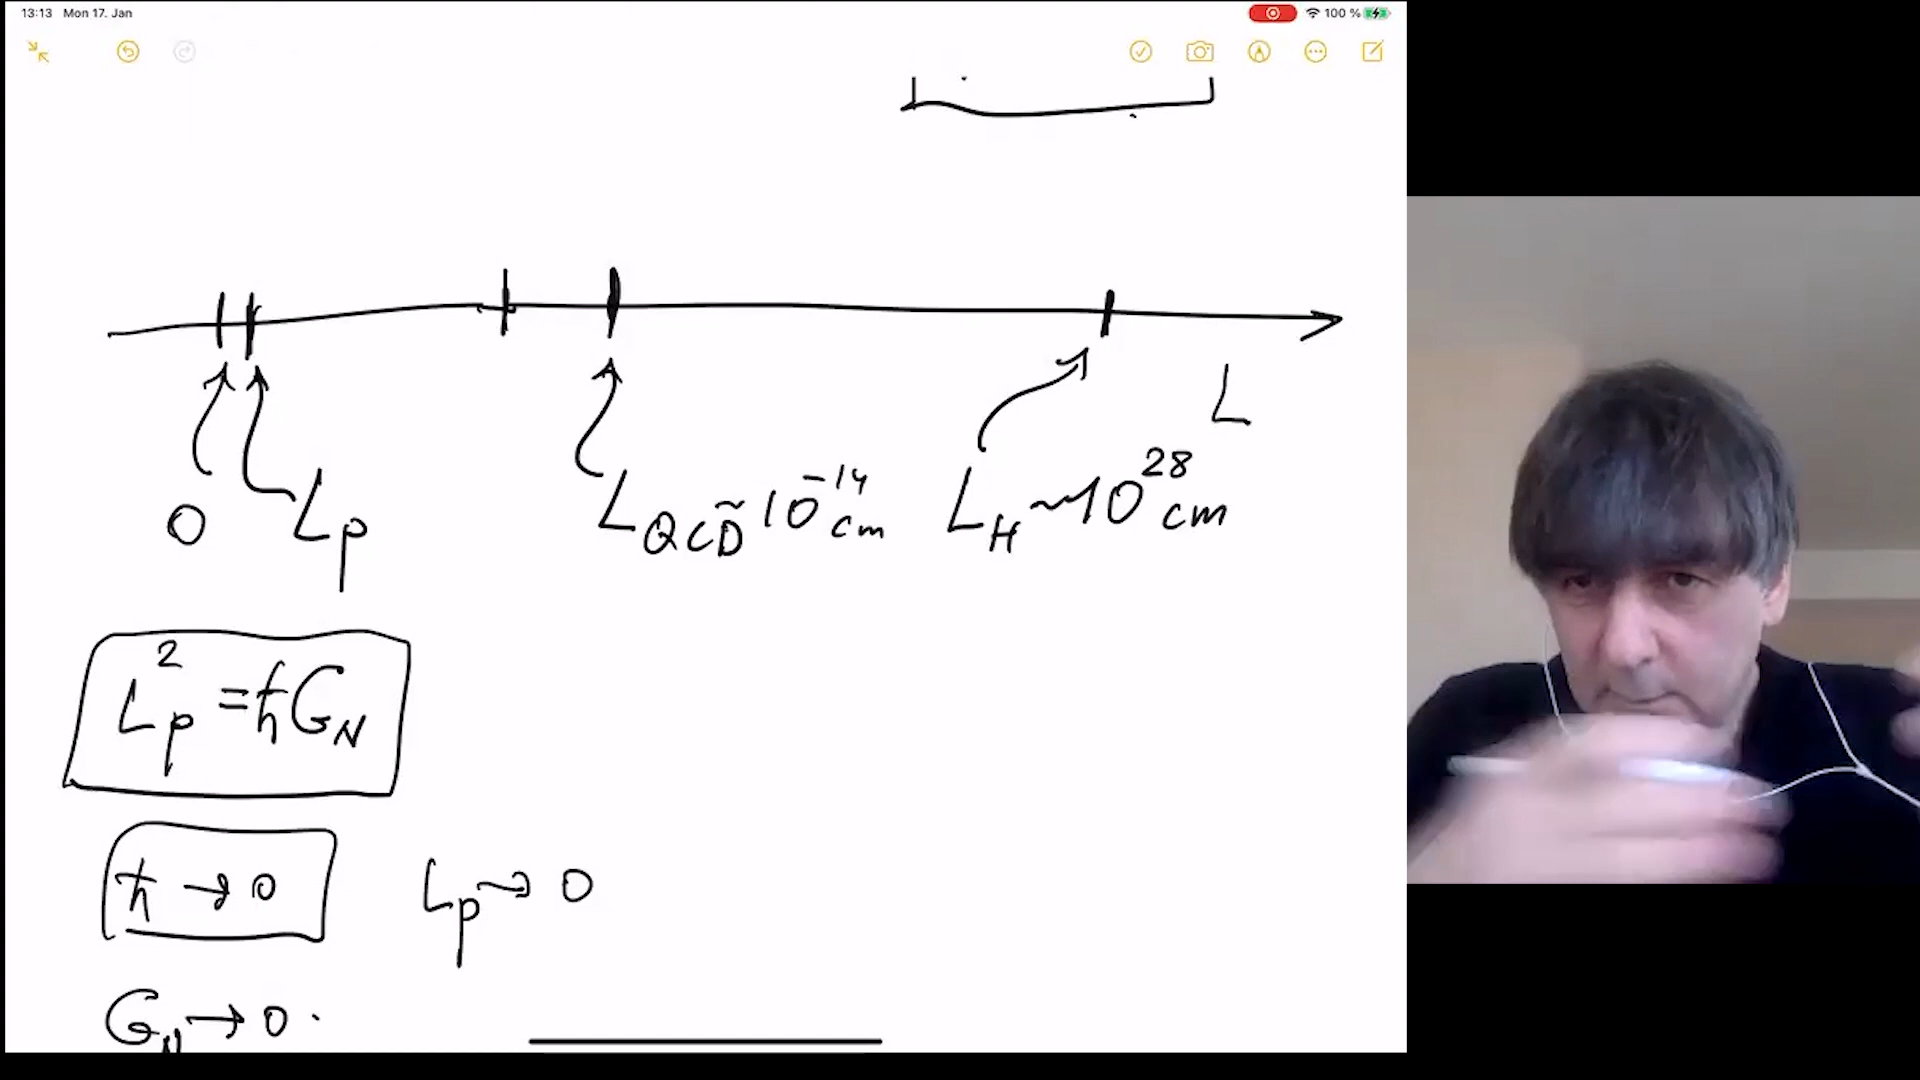 13:13 Mon 17. Jan 100 %
L
0 L_P L_QCD ~ 10^-14 cm L_H ~ 10^28 cm
L_P^2 = ħG_N
ħ → 0 L_P → 0
G_N → 0